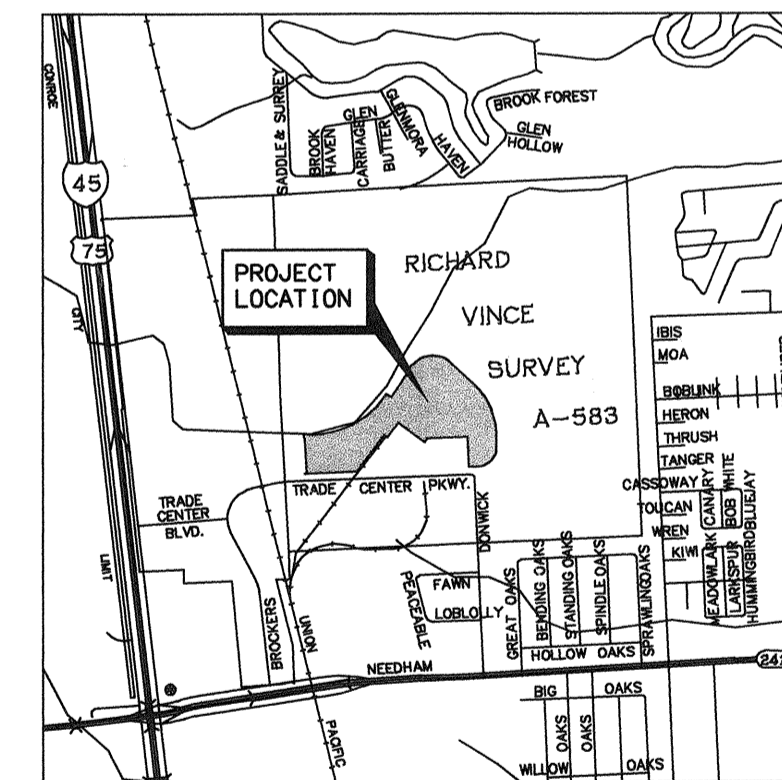 CONROE
45
75
CITY
LIMIT
SADDLE & SURREY
BROOK
HAVEN
GLEN
CARRIAGE
BUTTER
GLENMORA
HAVEN
BROOK FOREST
GLEN
HOLLOW
PROJECT
LOCATION
RICHARD
VINCE
SURVEY
A-583
IBIS
MOA
BOBLINK
HERON
THRUSH
TANGER
CASSOWAY
TOUCAN
WREN
KIWI
CANARY
BOB WHITE
BLUEJAY
MEADOWLARK
LARKSPUR
HUMMINGBIRD
TRADE
CENTER
BLVD.
TRADE CENTER PKWY.
DONWICK
BROCKERS
UNION
PACIFIC
PEACEABLE
FAWN
LOBLOLLY
GREAT OAKS
BENDING OAKS
STANDING OAKS
SPINDLE OAKS
SPRAWLING OAKS
HOLLOW OAKS
NEEDHAM
BIG OAKS
OAKS
OAKS
WILLOW OAKS